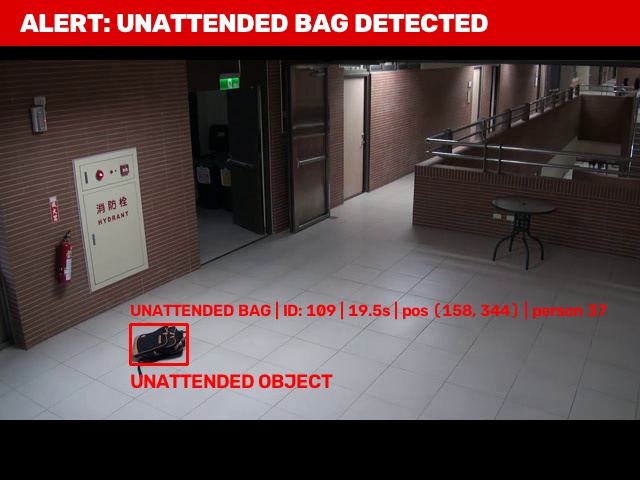 ALERT: UNATTENDED BAG DETECTED
消防栓
HYDRANT
UNATTENDED BAG | ID: 109 | 19.5s | pos (158, 344) | person 37
UNATTENDED OBJECT